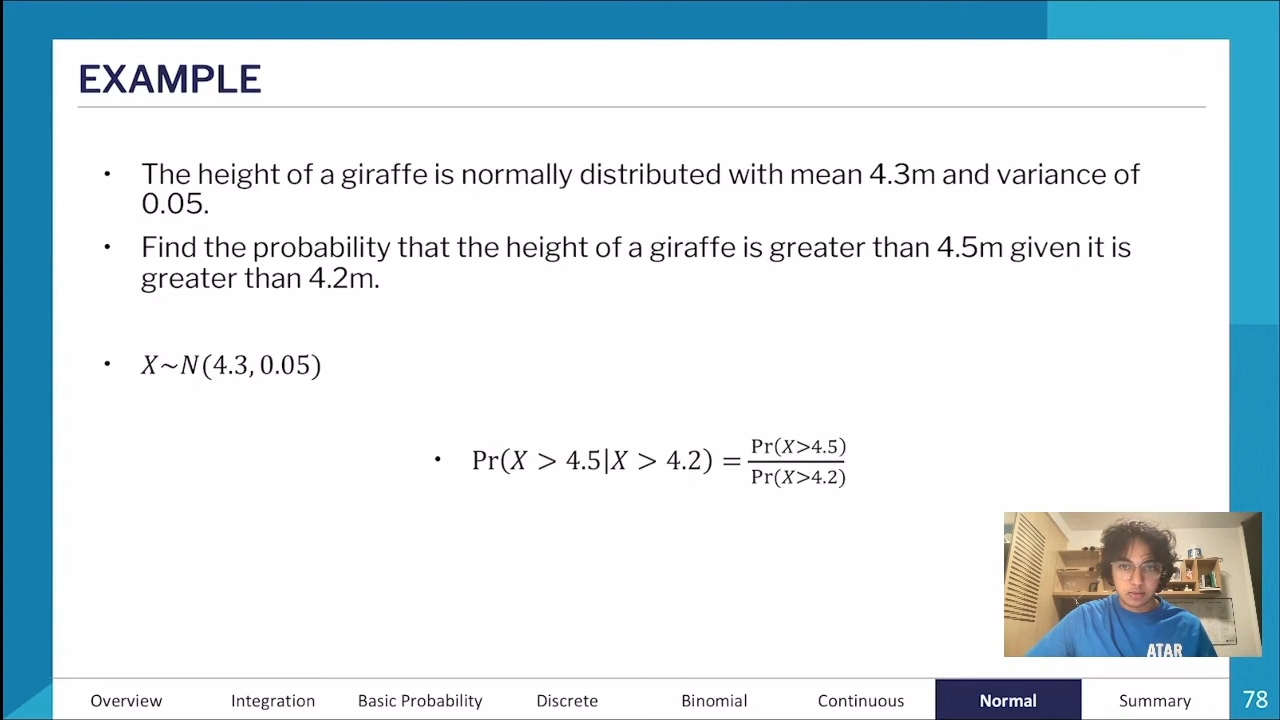 EXAMPLE
• The height of a giraffe is normally distributed with mean 4.3m and variance of
0.05.
• Find the probability that the height of a giraffe is greater than 4.5m given it is
greater than 4.2m.
• X~N(4.3, 0.05)
• Pr(X > 4.5|X > 4.2) = Pr(X>4.5)/Pr(X>4.2)
ATAR
Overview Integration Basic Probability Discrete Binomial Continuous Normal Summary 78